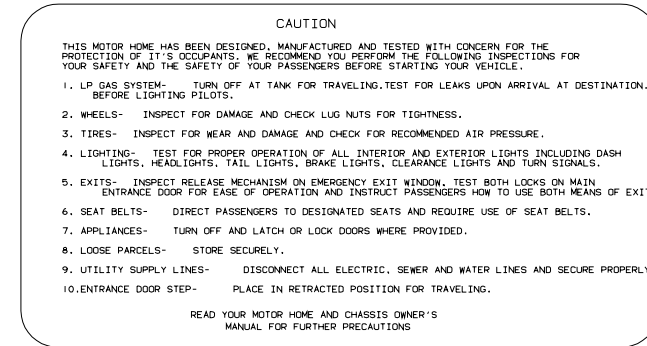 CAUTION
THIS MOTOR HOME HAS BEEN DESIGNED, MANUFACTURED AND TESTED WITH CONCERN FOR THE
PROTECTION OF IT'S OCCUPANTS. WE RECOMMEND YOU PERFORM THE FOLLOWING INSPECTIONS FOR
YOUR SAFETY AND THE SAFETY OF YOUR PASSENGERS BEFORE STARTING YOUR VEHICLE.
1. LP GAS SYSTEM- TURN OFF AT TANK FOR TRAVELING.TEST FOR LEAKS UPON ARRIVAL AT DESTINATION.
BEFORE LIGHTING PILOTS.
2. WHEELS- INSPECT FOR DAMAGE AND CHECK LUG NUTS FOR TIGHTNESS.
3. TIRES- INSPECT FOR WEAR AND DAMAGE AND CHECK FOR RECOMMENDED AIR PRESSURE.
4. LIGHTING- TEST FOR PROPER OPERATION OF ALL INTERIOR AND EXTERIOR LIGHTS INCLUDING DASH
LIGHTS, HEADLIGHTS, TAIL LIGHTS, BRAKE LIGHTS, CLEARANCE LIGHTS AND TURN SIGNALS.
5. EXITS- INSPECT RELEASE MECHANISM ON EMERGENCY EXIT WINDOW, TEST BOTH LOCKS ON MAIN
ENTRANCE DOOR FOR EASE OF OPERATION AND INSTRUCT PASSENGERS HOW TO USE BOTH MEANS OF EXIT
6. SEAT BELTS- DIRECT PASSENGERS TO DESIGNATED SEATS AND REQUIRE USE OF SEAT BELTS.
7. APPLIANCES- TURN OFF AND LATCH OR LOCK DOORS WHERE PROVIDED.
8. LOOSE PARCELS- STORE SECURELY.
9. UTILITY SUPPLY LINES- DISCONNECT ALL ELECTRIC, SEWER AND WATER LINES AND SECURE PROPERLY
10.ENTRANCE DOOR STEP- PLACE IN RETRACTED POSITION FOR TRAVELING.
READ YOUR MOTOR HOME AND CHASSIS OWNER'S
MANUAL FOR FURTHER PRECAUTIONS